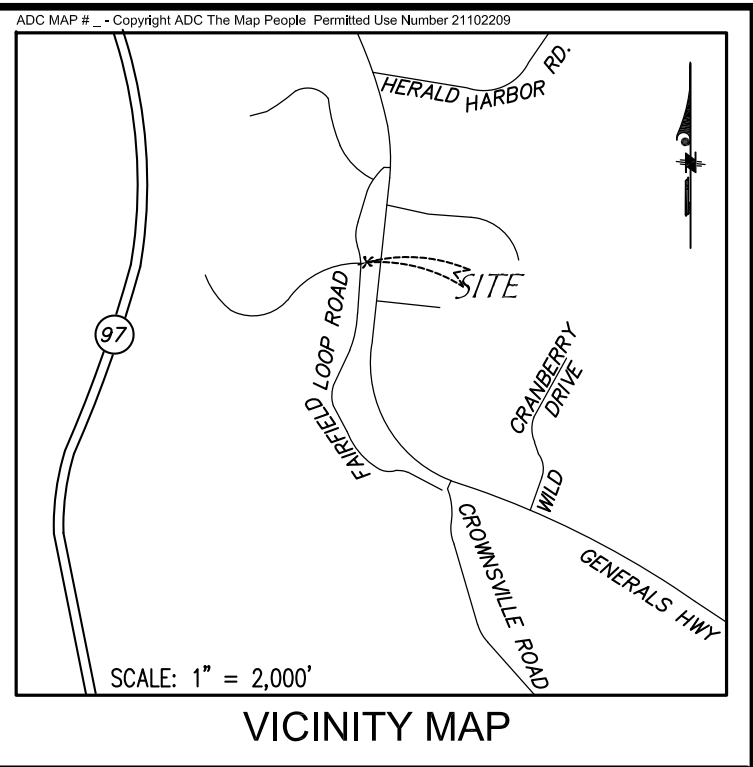 ADC MAP # _ - Copyright ADC The Map People Permitted Use Number 21102209
HERALD HARBOR RD.
SITE
97
FAIRFIELD LOOP ROAD
WILD CRANBERRY
DRIVE
CROWNSVILLE ROAD
GENERALS HWY
SCALE: 1" = 2,000'
VICINITY MAP